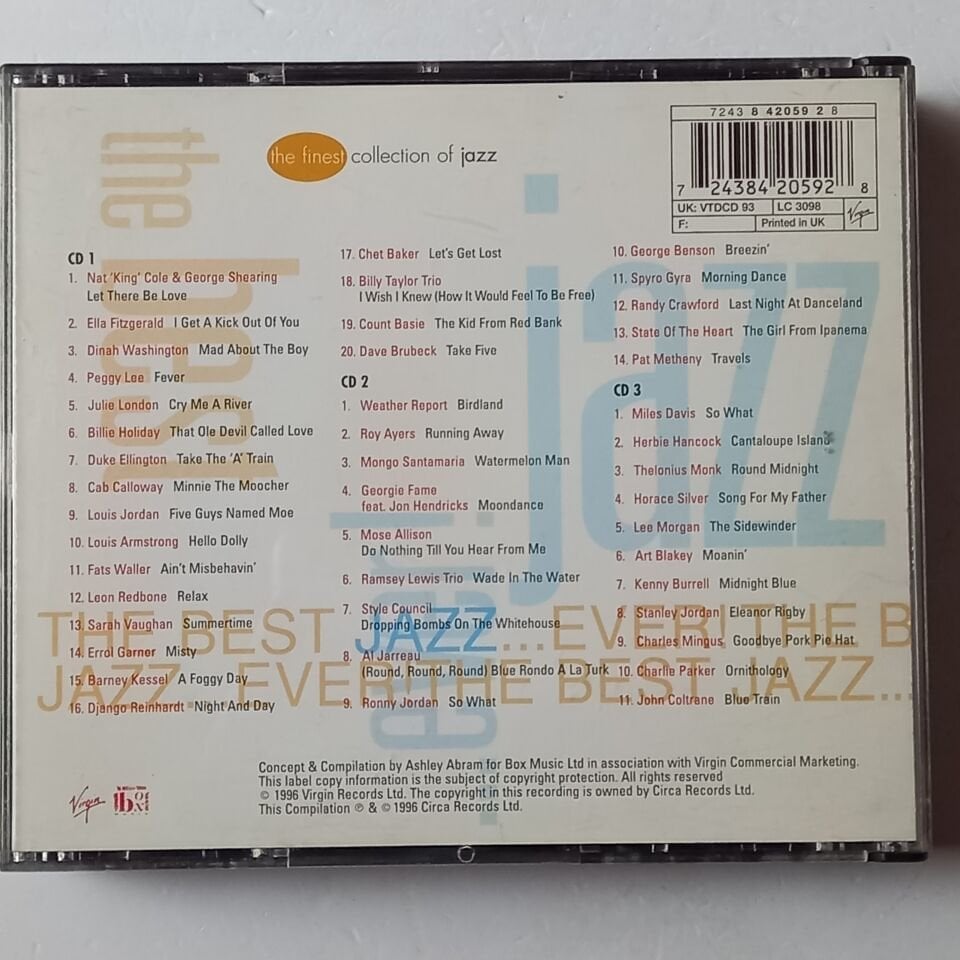 the best
jazz
album in the
the finest collection of jazz
7243 8 42059 2 8
7 24384 20592 8
UK: VTDCD 93 LC 3098
F: Printed in UK
Virgin
CD 1
1. Nat 'King' Cole & George Shearing
Let There Be Love
2. Ella Fitzgerald I Get A Kick Out Of You
3. Dinah Washington Mad About The Boy
4. Peggy Lee Fever
5. Julie London Cry Me A River
6. Billie Holiday That Ole Devil Called Love
7. Duke Ellington Take The 'A' Train
8. Cab Calloway Minnie The Moocher
9. Louis Jordan Five Guys Named Moe
10. Louis Armstrong Hello Dolly
11. Fats Waller Ain't Misbehavin'
12. Leon Redbone Relax
13. Sarah Vaughan Summertime
14. Errol Garner Misty
15. Barney Kessel A Foggy Day
16. Django Reinhardt Night And Day
17. Chet Baker Let's Get Lost
18. Billy Taylor Trio
I Wish I Knew (How It Would Feel To Be Free)
19. Count Basie The Kid From Red Bank
20. Dave Brubeck Take Five
CD 2
1. Weather Report Birdland
2. Roy Ayers Running Away
3. Mongo Santamaria Watermelon Man
4. Georgie Fame
feat. Jon Hendricks Moondance
5. Mose Allison
Do Nothing Till You Hear From Me
6. Ramsey Lewis Trio Wade In The Water
7. Style Council
Dropping Bombs On The Whitehouse
8. Al Jarreau
(Round, Round, Round) Blue Rondo A La Turk
9. Ronny Jordan So What
10. George Benson Breezin'
11. Spyro Gyra Morning Dance
12. Randy Crawford Last Night At Danceland
13. State Of The Heart The Girl From Ipanema
14. Pat Metheny Travels
CD 3
1. Miles Davis So What
2. Herbie Hancock Cantaloupe Island
3. Thelonius Monk Round Midnight
4. Horace Silver Song For My Father
5. Lee Morgan The Sidewinder
6. Art Blakey Moanin'
7. Kenny Burrell Midnight Blue
8. Stanley Jordan Eleanor Rigby
9. Charles Mingus Goodbye Pork Pie Hat
10. Charlie Parker Ornithology
11. John Coltrane Blue Train
THE BEST JAZZ...EVER! THE B
JAZZ...EVER! THE BEST JAZZ...
Virgin
box
Concept & Compilation by Ashley Abram for Box Music Ltd in association with Virgin Commercial Marketing.
This label copy information is the subject of copyright protection. All rights reserved
© 1996 Virgin Records Ltd. The copyright in this recording is owned by Circa Records Ltd.
This Compilation ℗ & © 1996 Circa Records Ltd.